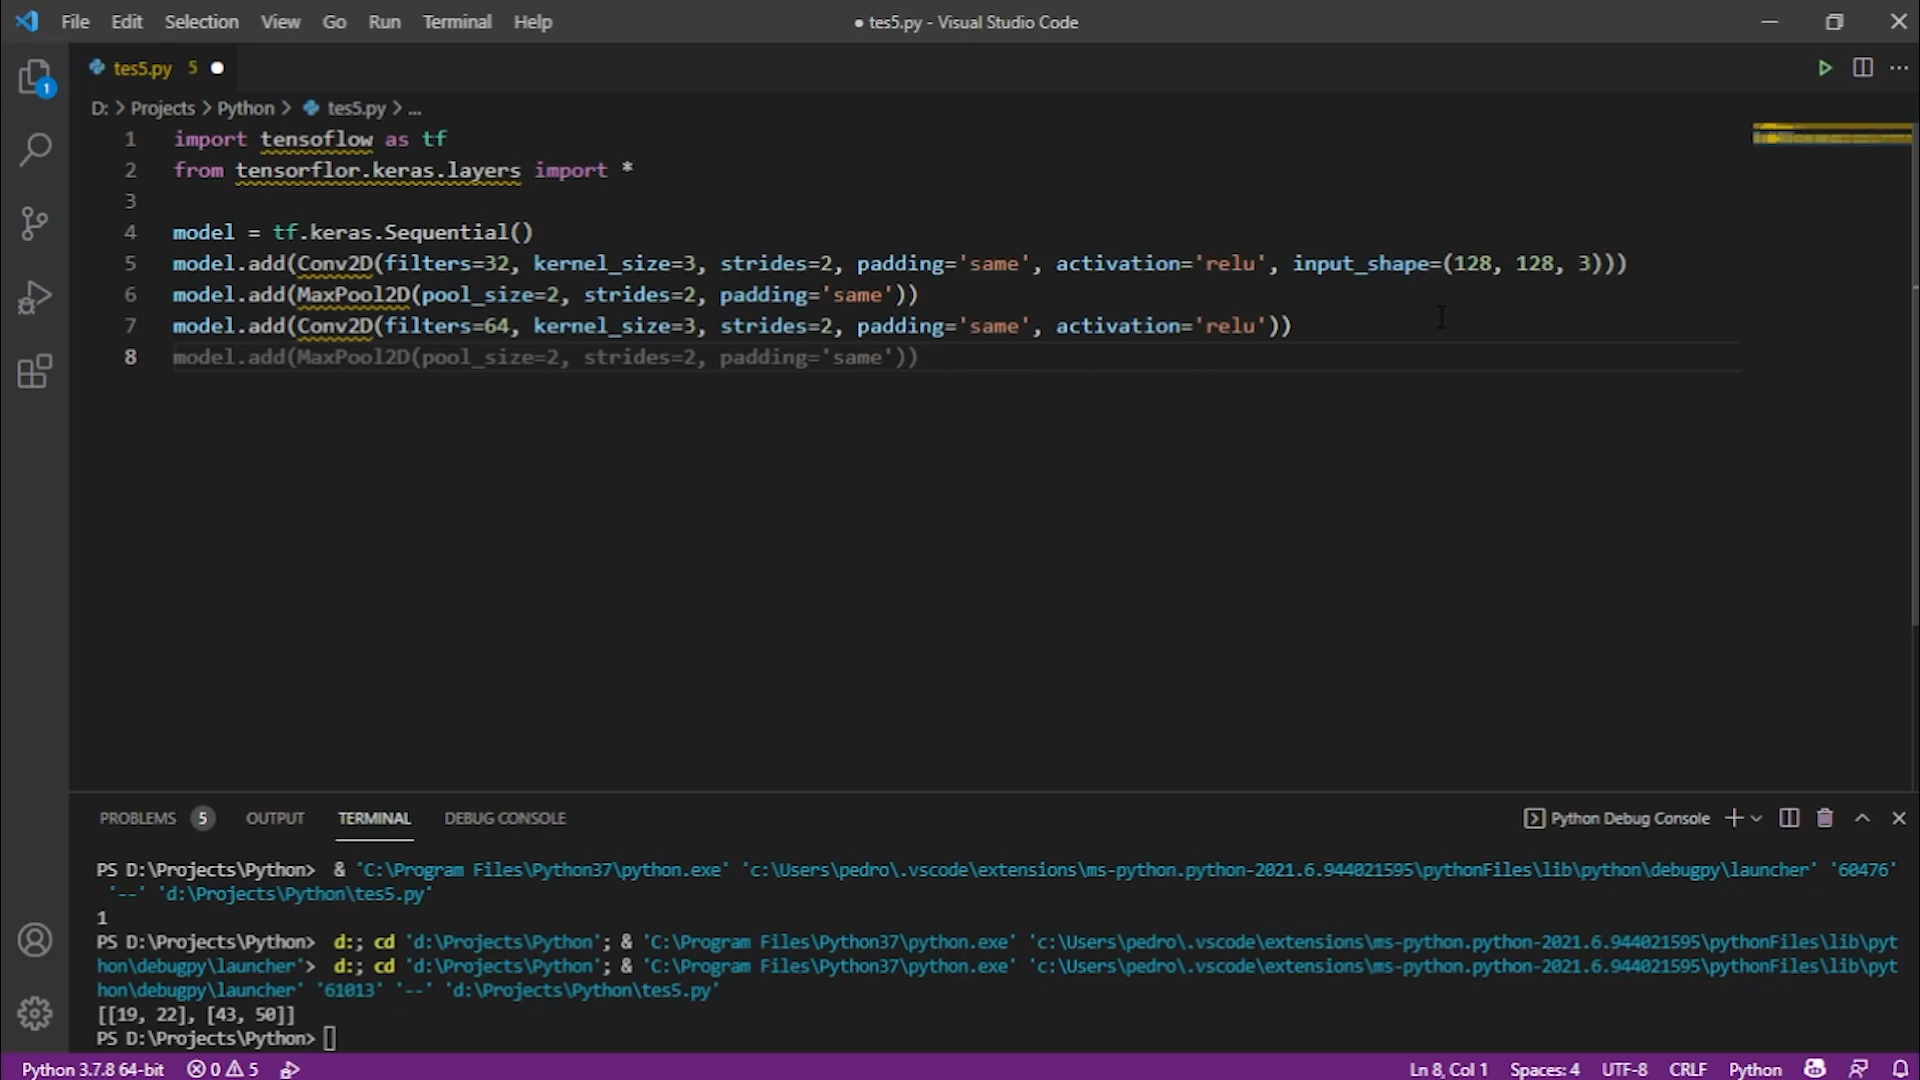 File Edit Selection View Go Run Terminal Help
● tes5.py - Visual Studio Code
1
tes5.py 5
D: > Projects > Python > tes5.py > ...
1 import tensoflow as tf
2 from tensorflor.keras.layers import *
3
4 model = tf.keras.Sequential()
5 model.add(Conv2D(filters=32, kernel_size=3, strides=2, padding='same', activation='relu', input_shape=(128, 128, 3)))
6 model.add(MaxPool2D(pool_size=2, strides=2, padding='same'))
7 model.add(Conv2D(filters=64, kernel_size=3, strides=2, padding='same', activation='relu'))
8 model.add(MaxPool2D(pool_size=2, strides=2, padding='same'))
PROBLEMS 5 OUTPUT TERMINAL DEBUG CONSOLE Python Debug Console
PS D:\Projects\Python> & 'C:\Program Files\Python37\python.exe' 'c:\Users\pedro\.vscode\extensions\ms-python.python-2021.6.944021595\pythonFiles\lib\python\debugpy\launcher' '60476'
'--' 'd:\Projects\Python\tes5.py'
1
PS D:\Projects\Python> d:; cd 'd:\Projects\Python'; & 'C:\Program Files\Python37\python.exe' 'c:\Users\pedro\.vscode\extensions\ms-python.python-2021.6.944021595\pythonFiles\lib\pyt
hon\debugpy\launcher'> d:; cd 'd:\Projects\Python'; & 'C:\Program Files\Python37\python.exe' 'c:\Users\pedro\.vscode\extensions\ms-python.python-2021.6.944021595\pythonFiles\lib\pyt
hon\debugpy\launcher' '61013' '--' 'd:\Projects\Python\tes5.py'
[[19, 22], [43, 50]]
PS D:\Projects\Python>
Python 3.7.8 64-bit 0 5 Ln 8, Col 1 Spaces: 4 UTF-8 CRLF Python